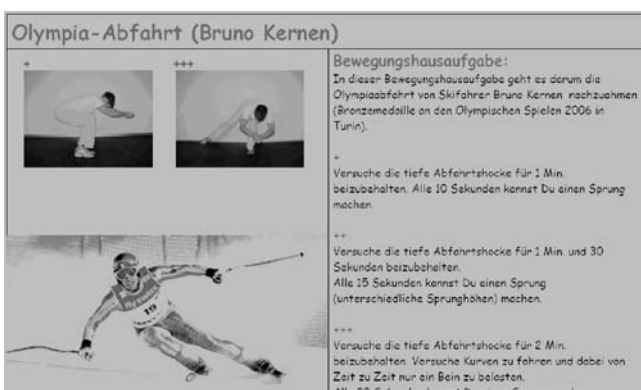 Olympia-Abfahrt (Bruno Kernen)
+
+++
Bewegungshausaufgabe:
In dieser Bewegungshausaufgabe geht es darum die
Olympiaabfahrt von Skifahrer Bruno Kernen nachzuahmen
(Bronzemedaille an den Olympischen Spielen 2006 in
Turin).
+
Versuche die tiefe Abfahrtshocke für 1 Min.
beizubehalten. Alle 10 Sekunden kannst Du einen Sprung
machen.
++
Versuche die tiefe Abfahrtshocke für 1 Min. und 30
Sekunden beizubehalten.
Alle 15 Sekunden kannst Du einen Sprung
(unterschiedliche Sprunghöhen) machen.
+++
Versuche die tiefe Abfahrtshocke für 2 Min.
beizubehalten. Versuche Kurven zu fahren und dabei von
Zeit zu Zeit nur ein Bein zu belasten.